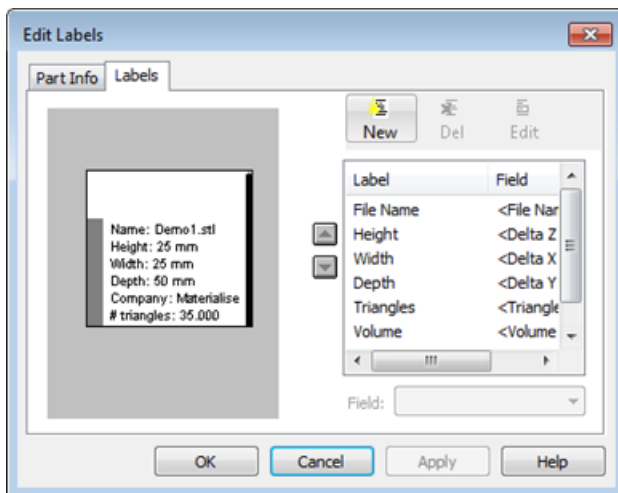 Edit Labels
Part Info Labels
New Del Edit
Name: Demo1.stl
Height: 25 mm
Width: 25 mm
Depth: 50 mm
Company: Materialise
# triangles: 35.000
Label Field
File Name <File Nar
Height <Delta Z
Width <Delta X
Depth <Delta Y
Triangles <Triangle
Volume <Volume
Field:
OK Cancel Apply Help